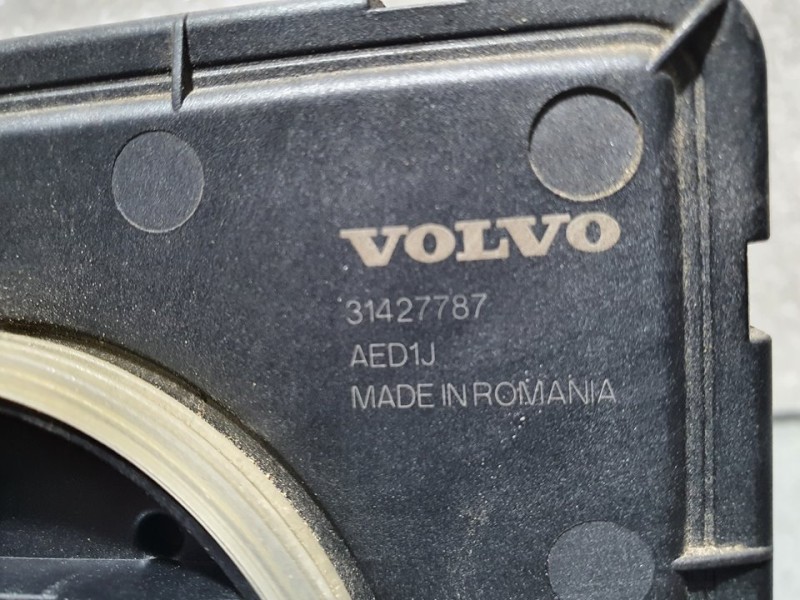 VOLVO
31427787
AED1J
MADE IN ROMANIA